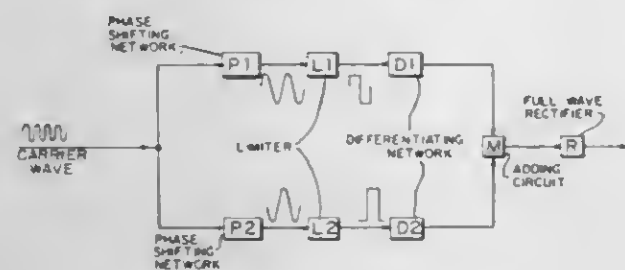 PHASE
SHIFTING
NETWORK
P1
L1
D1
FULL WAVE
RECTIFIER
CARRIER
WAVE
LIMITER
DIFFERENTIATING
NETWORK
M
R
ADDING
CIRCUIT
P2
L2
D2
PHASE
SHIFTING
NETWORK